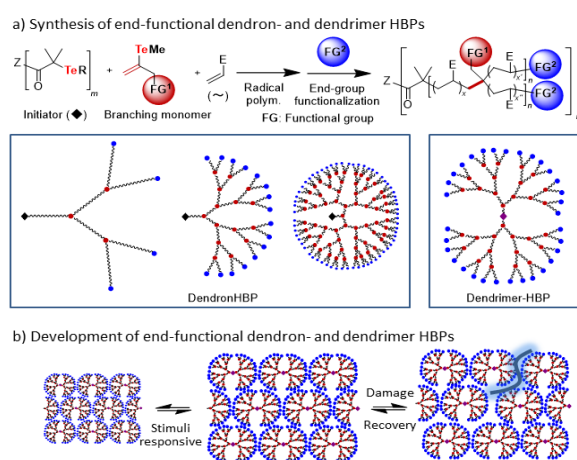 a) Synthesis of end-functional dendron- and dendrimer HBPs
Z
O
TeR
m
Initiator (◆)
+
TeMe
FG¹
Branching monomer
+
E
(~)
Radical
polym.
FG²
End-group
functionalization
FG: Functional group
Z
O
E
x
FG¹
E
x'
FG²
n
E
x''
FG²
n
DendronHBP
Dendrimer-HBP
b) Development of end-functional dendron- and dendrimer HBPs
Stimuli
responsive
Damage
Recovery